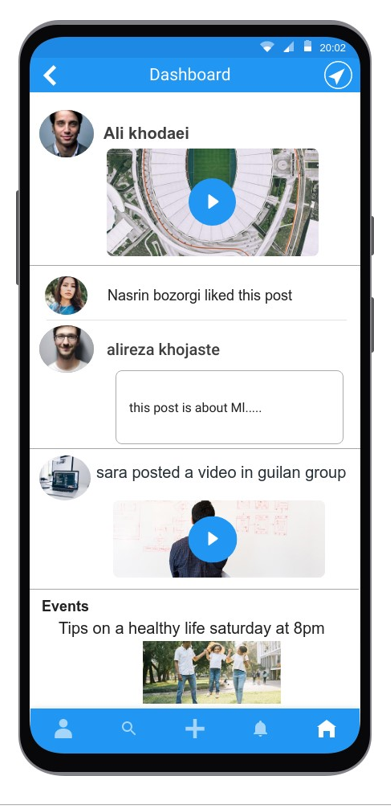 20:02
Dashboard
Ali khodaei
Nasrin bozorgi liked this post
alireza khojaste
this post is about Ml.....
sara posted a video in guilan group
Events
Tips on a healthy life saturday at 8pm